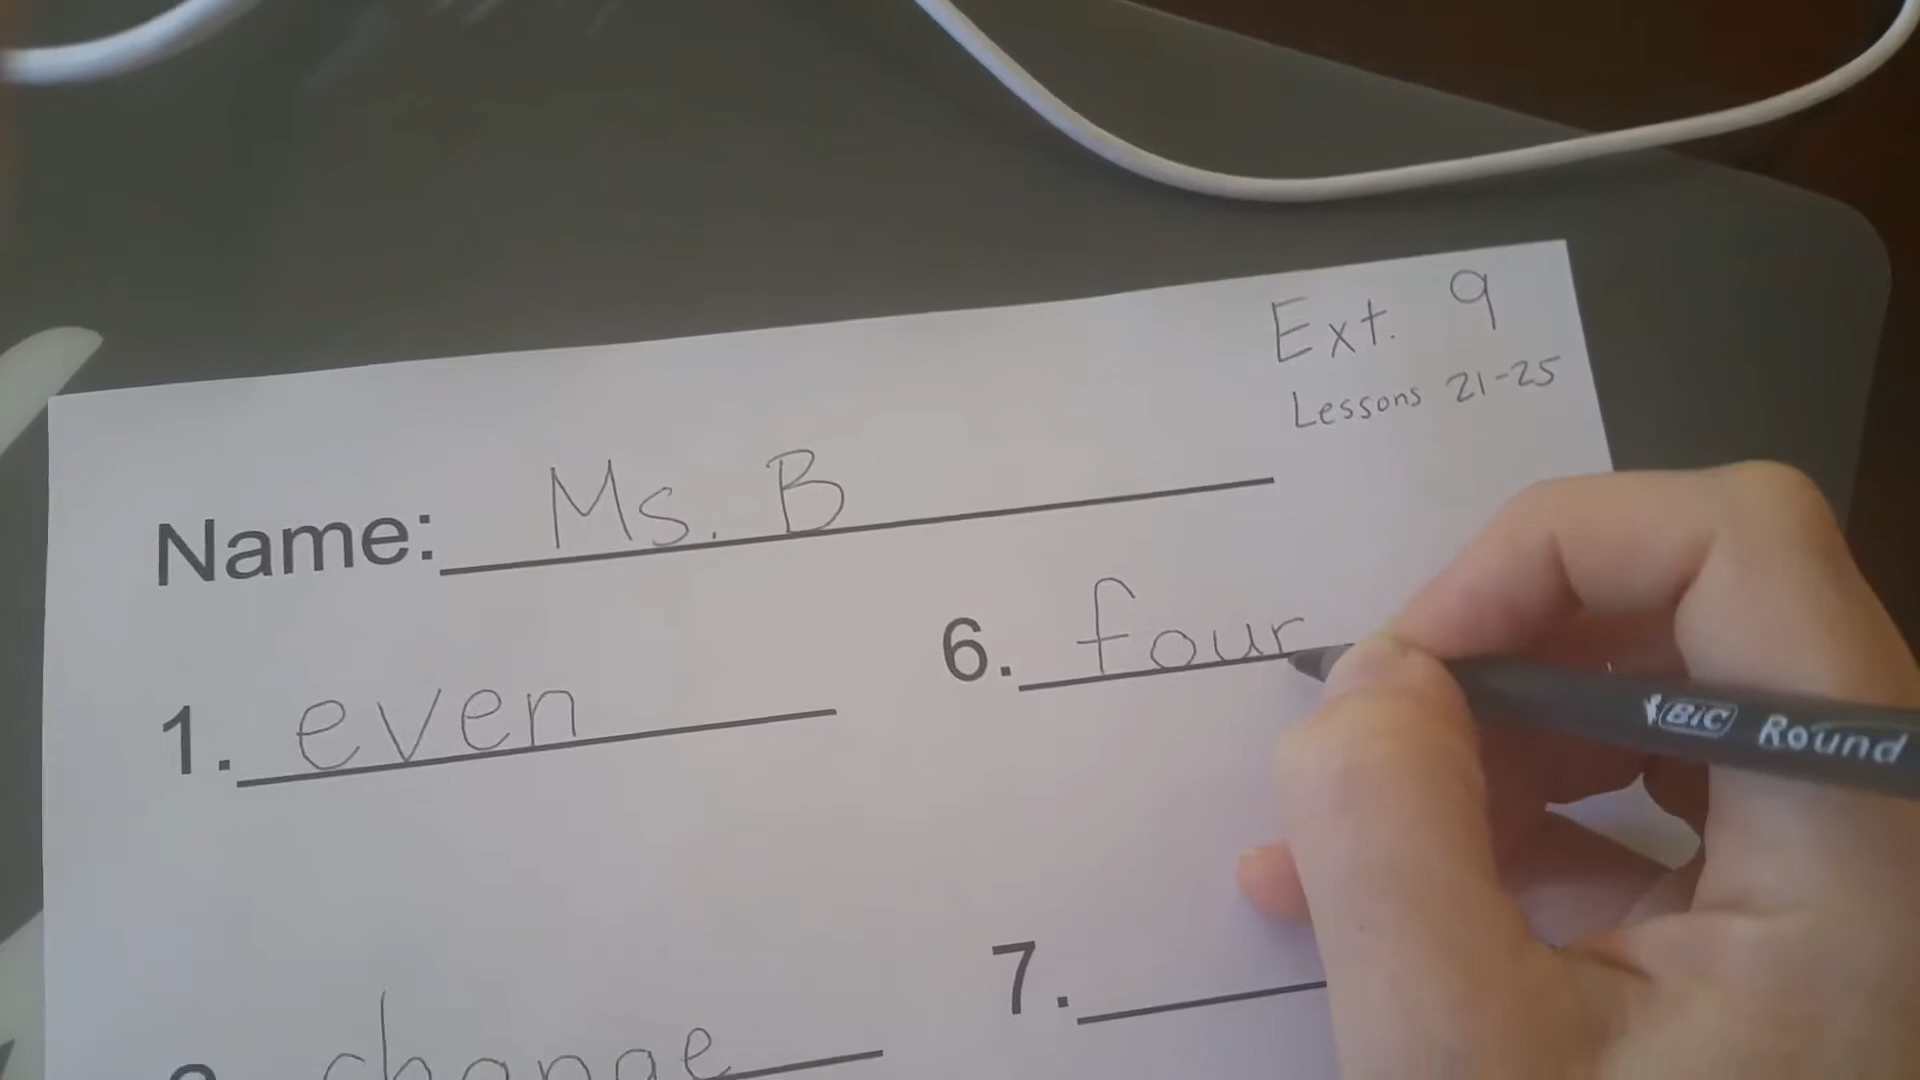 Ext. 9
Lessons 21-25
Name: Ms. B
1. even
6. four
BIC Round
7.
change